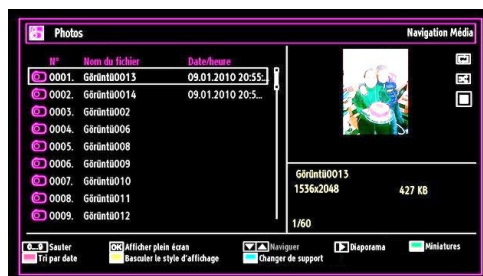 Photos Navigation Média
N° Nom du fichier Date/heure
0001. Görüntü0013 09.01.2010 20:55:..
0002. Görüntü0014 09.01.2010 20:5...
0003. Görüntü002
0004. Görüntü006
0005. Görüntü008
0006. Görüntü009
0007. Görüntü010
0008. Görüntü011
0009. Görüntü012
Görüntü0013
1536x2048 427 KB
1/60
0...9 Sauter OK Afficher plein écran Naviguer Diaporama Miniatures
Tri par date Basculer le style d'affichage Changer de support